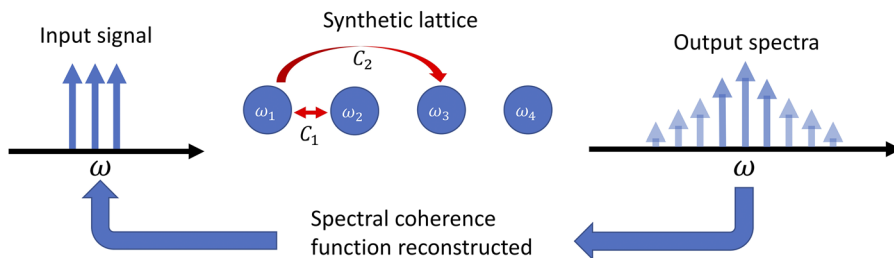 Input signal
Synthetic lattice
Output spectra
C₂
ω₁
ω₂
ω₃
ω₄
C₁
ω
ω
Spectral coherence
function reconstructed